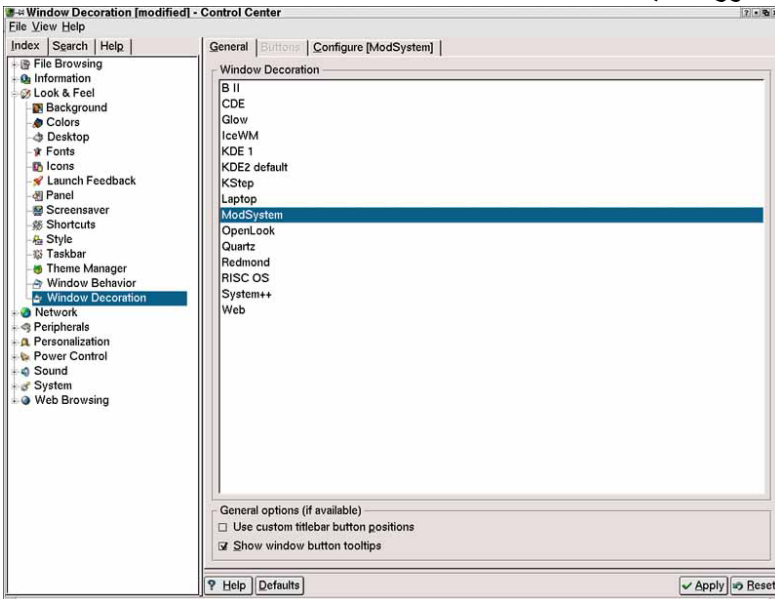 Window Decoration [modified] - Control Center
File View Help
Index Search Help
File Browsing
Information
Look & Feel
Background
Colors
Desktop
Fonts
Icons
Launch Feedback
Panel
Screensaver
Shortcuts
Style
Taskbar
Theme Manager
Window Behavior
Window Decoration
Network
Peripherals
Personalization
Power Control
Sound
System
Web Browsing
General Buttons Configure [ModSystem]
Window Decoration
B II
CDE
Glow
IceWM
KDE 1
KDE2 default
KStep
Laptop
ModSystem
OpenLook
Quartz
Redmond
RISC OS
System++
Web
General options (if available)
Use custom titlebar button positions
Show window button tooltips
? Help Defaults Apply Reset